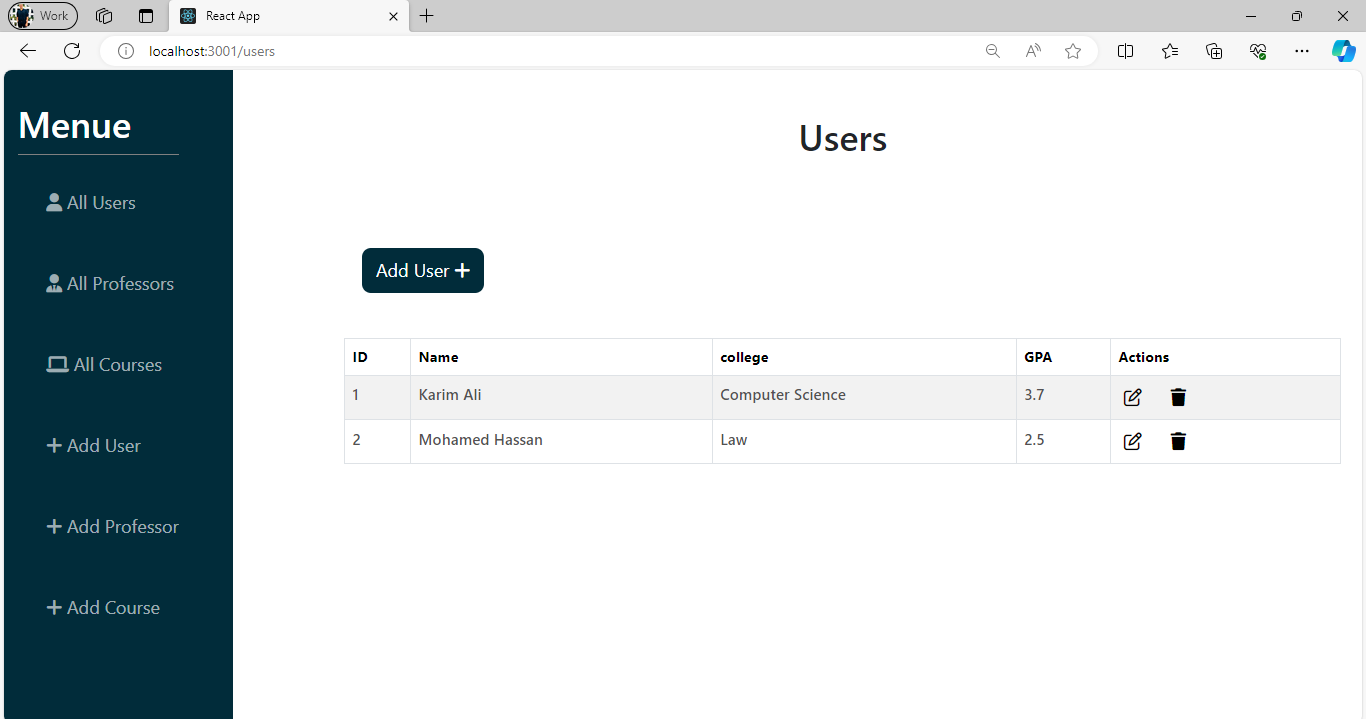 Work
React App
localhost:3001/users
Menue
All Users
All Professors
All Courses
Add User
Add Professor
Add Course
Users
Add User
ID Name college GPA Actions
1 Karim Ali Computer Science 3.7
2 Mohamed Hassan Law 2.5